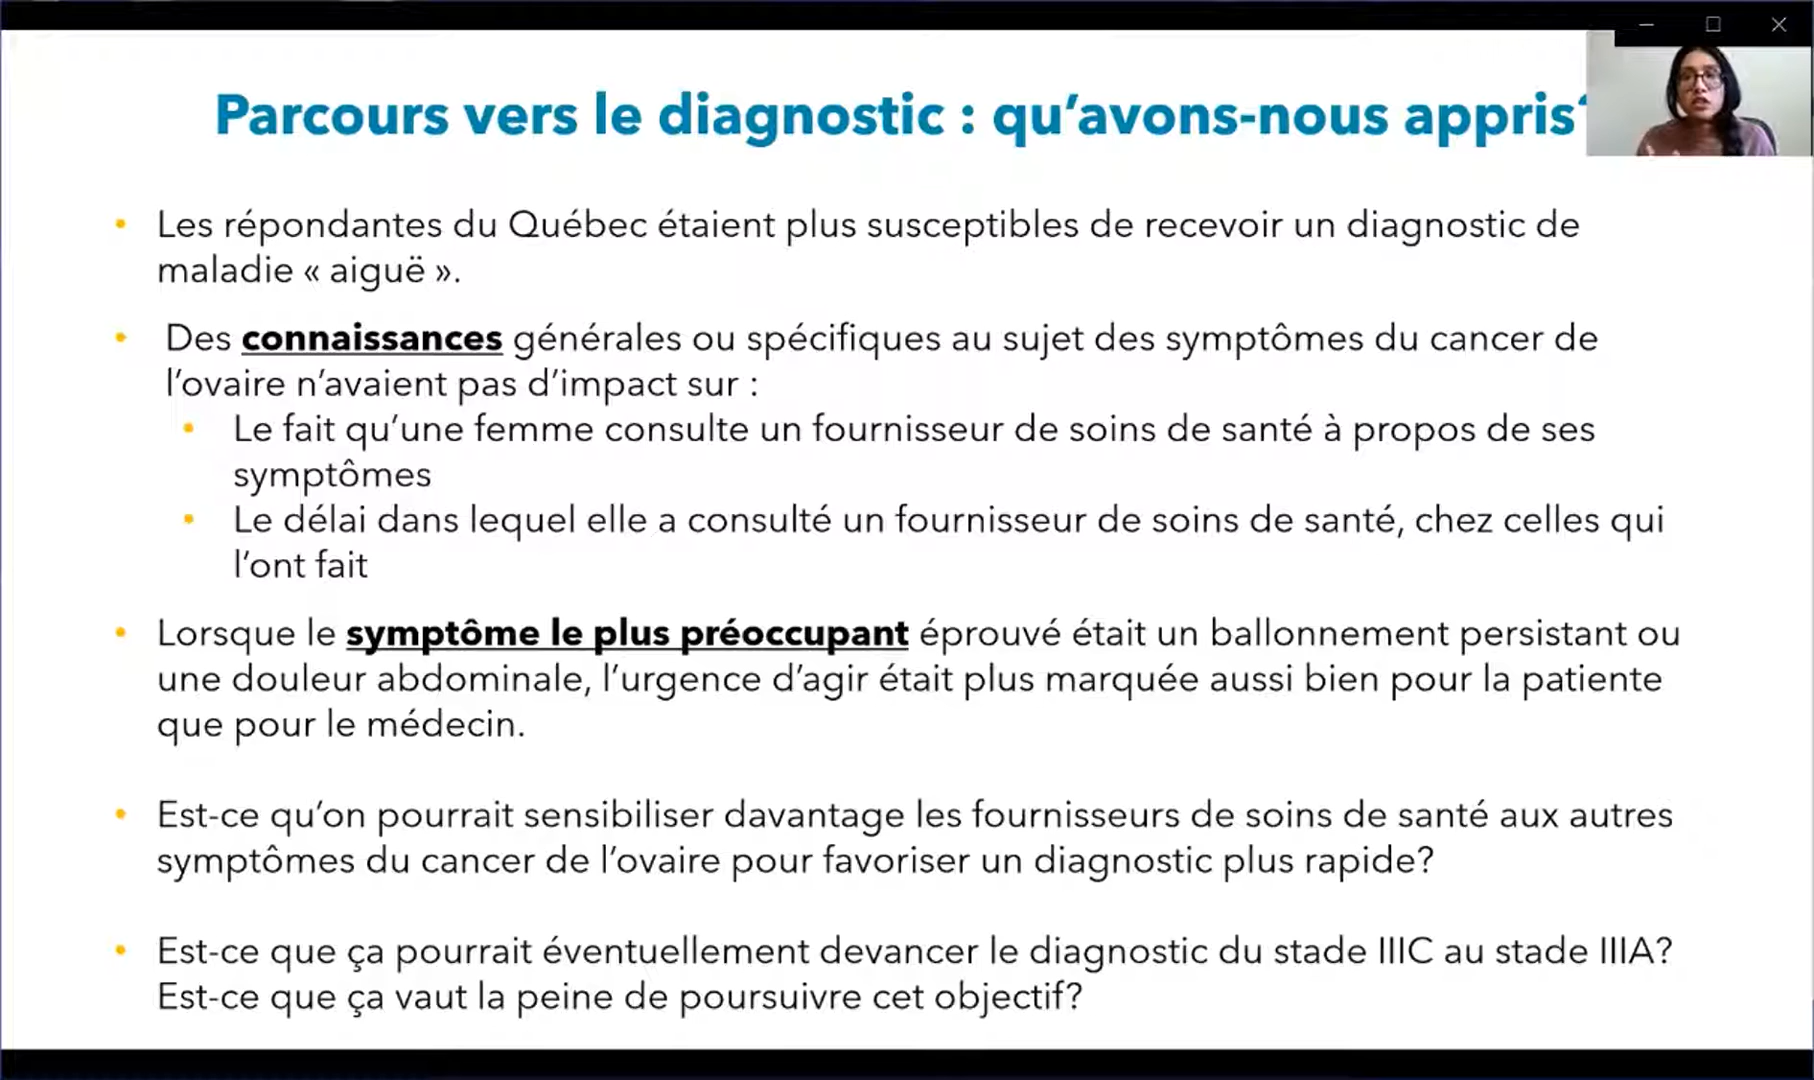 Parcours vers le diagnostic : qu’avons-nous appris?
• Les répondantes du Québec étaient plus susceptibles de recevoir un diagnostic de
maladie « aiguë ».
• Des connaissances générales ou spécifiques au sujet des symptômes du cancer de
l’ovaire n’avaient pas d’impact sur :
• Le fait qu’une femme consulte un fournisseur de soins de santé à propos de ses
symptômes
• Le délai dans lequel elle a consulté un fournisseur de soins de santé, chez celles qui
l’ont fait
• Lorsque le symptôme le plus préoccupant éprouvé était un ballonnement persistant ou
une douleur abdominale, l’urgence d’agir était plus marquée aussi bien pour la patiente
que pour le médecin.
• Est-ce qu’on pourrait sensibiliser davantage les fournisseurs de soins de santé aux autres
symptômes du cancer de l’ovaire pour favoriser un diagnostic plus rapide?
• Est-ce que ça pourrait éventuellement devancer le diagnostic du stade IIIC au stade IIIA?
Est-ce que ça vaut la peine de poursuivre cet objectif?